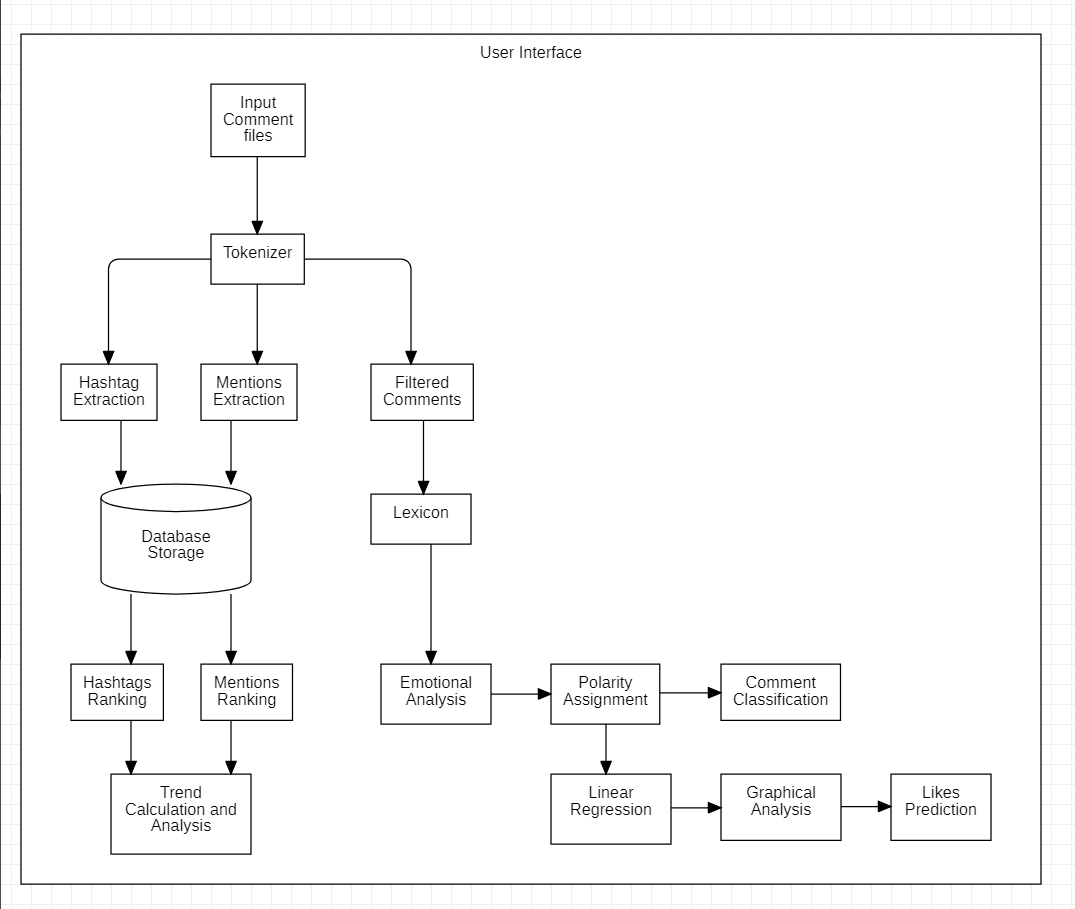 User Interface
Input
Comment
files
Tokenizer
Hashtag
Extraction
Mentions
Extraction
Filtered
Comments
Lexicon
Database
Storage
Hashtags
Ranking
Mentions
Ranking
Emotional
Analysis
Polarity
Assignment
Comment
Classification
Trend
Calculation and
Analysis
Linear
Regression
Graphical
Analysis
Likes
Prediction